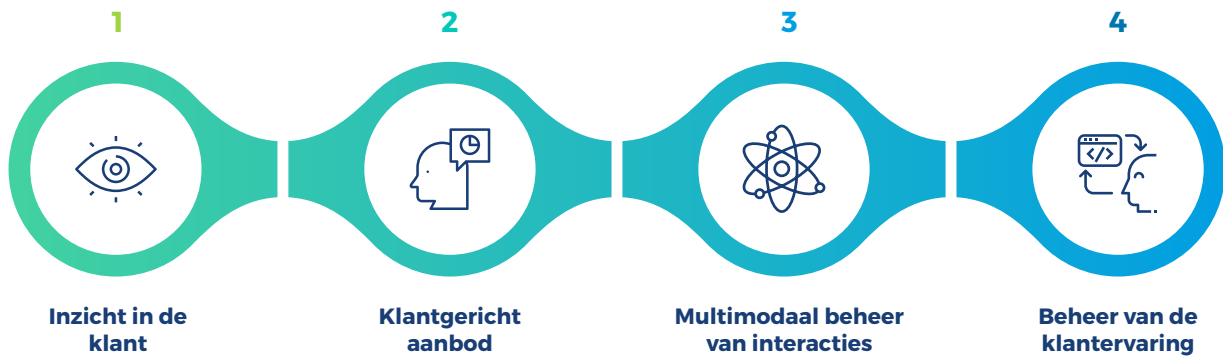 1
2
3
4
</>
Inzicht in de
klant
Klantgericht
aanbod
Multimodaal beheer
van interacties
Beheer van de
klantervaring